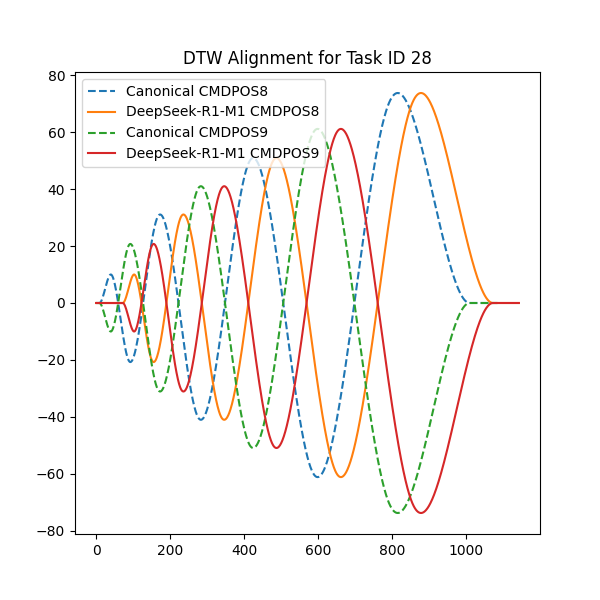 DTW Alignment for Task ID 28
Canonical CMDPOS8
DeepSeek-R1-M1 CMDPOS8
Canonical CMDPOS9
DeepSeek-R1-M1 CMDPOS9
80
60
40
20
0
−20
−40
−60
−80
0 200 400 600 800 1000